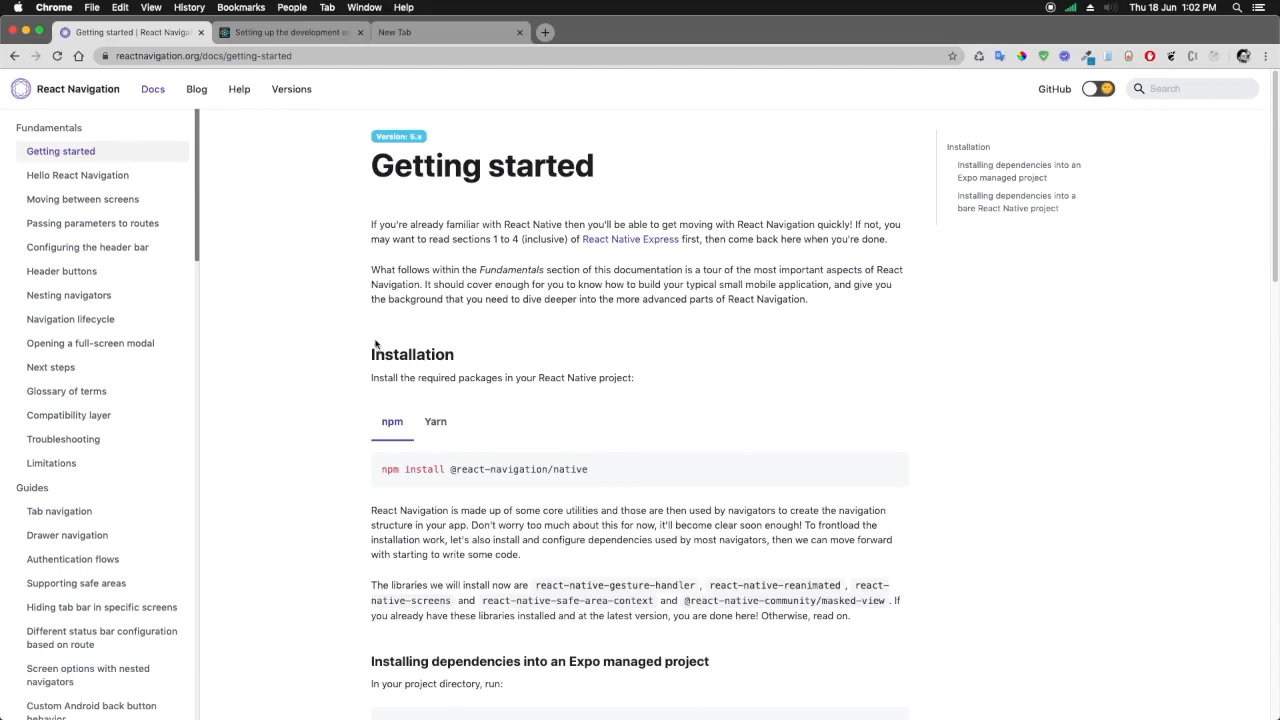 Chrome File Edit View History Bookmarks People Tab Window Help
Thu 18 Jun 1:02 PM
Getting started | React Naviga
Setting up the development e
New Tab
reactnavigation.org/docs/getting-started
React Navigation Docs Blog Help Versions
GitHub
Search
Fundamentals
Getting started
Hello React Navigation
Moving between screens
Passing parameters to routes
Configuring the header bar
Header buttons
Nesting navigators
Navigation lifecycle
Opening a full-screen modal
Next steps
Glossary of terms
Compatibility layer
Troubleshooting
Limitations
Guides
Tab navigation
Drawer navigation
Authentication flows
Supporting safe areas
Hiding tab bar in specific screens
Different status bar configuration
based on route
Screen options with nested
navigators
Custom Android back button
behavior
Version: 5.x
Getting started
If you're already familiar with React Native then you'll be able to get moving with React Navigation quickly! If not, you
may want to read sections 1 to 4 (inclusive) of React Native Express first, then come back here when you're done.
What follows within the Fundamentals section of this documentation is a tour of the most important aspects of React
Navigation. It should cover enough for you to know how to build your typical small mobile application, and give you
the background that you need to dive deeper into the more advanced parts of React Navigation.
Installation
Install the required packages in your React Native project:
npm Yarn
npm install @react-navigation/native
React Navigation is made up of some core utilities and those are then used by navigators to create the navigation
structure in your app. Don't worry too much about this for now, it'll become clear soon enough! To frontload the
installation work, let's also install and configure dependencies used by most navigators, then we can move forward
with starting to write some code.
The libraries we will install now are react-native-gesture-handler , react-native-reanimated , react-
native-screens and react-native-safe-area-context and @react-native-community/masked-view . If
you already have these libraries installed and at the latest version, you are done here! Otherwise, read on.
Installing dependencies into an Expo managed project
In your project directory, run:
Installation
Installing dependencies into an
Expo managed project
Installing dependencies into a
bare React Native project